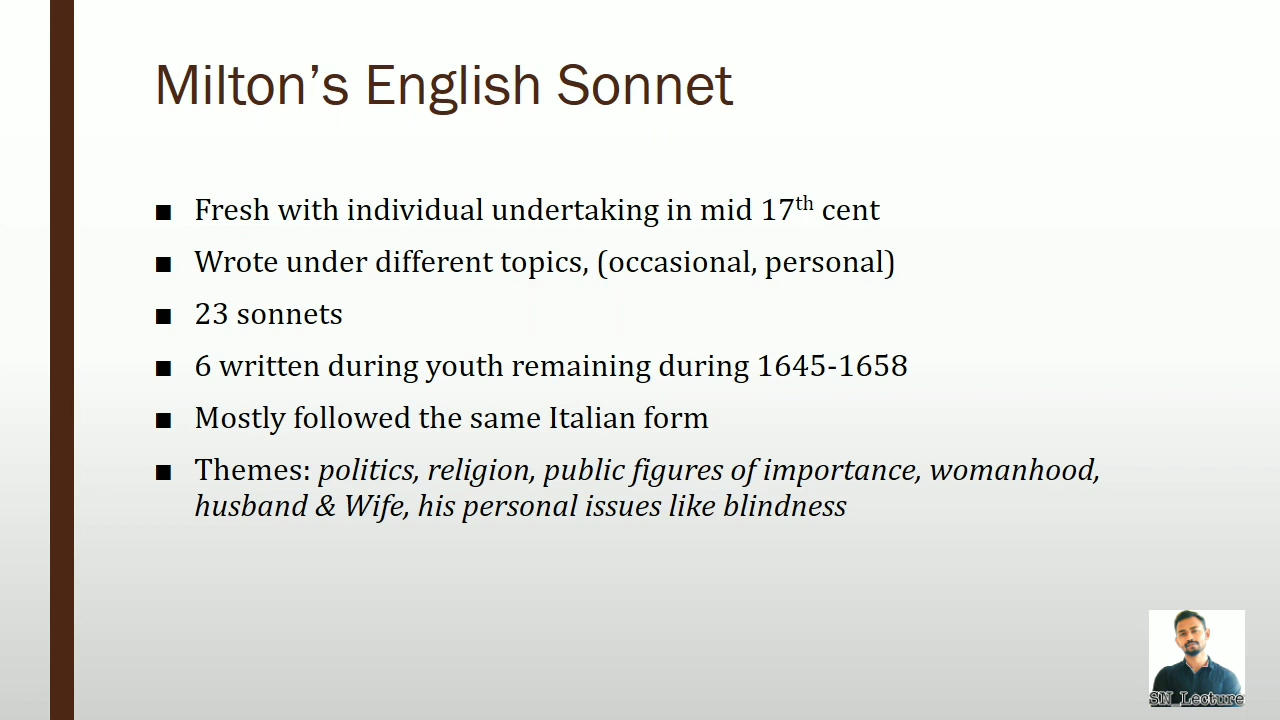 Milton’s English Sonnet
■ Fresh with individual undertaking in mid 17th cent
■ Wrote under different topics, (occasional, personal)
■ 23 sonnets
■ 6 written during youth remaining during 1645-1658
■ Mostly followed the same Italian form
■ Themes: politics, religion, public figures of importance, womanhood,
husband & Wife, his personal issues like blindness
SN Lecture